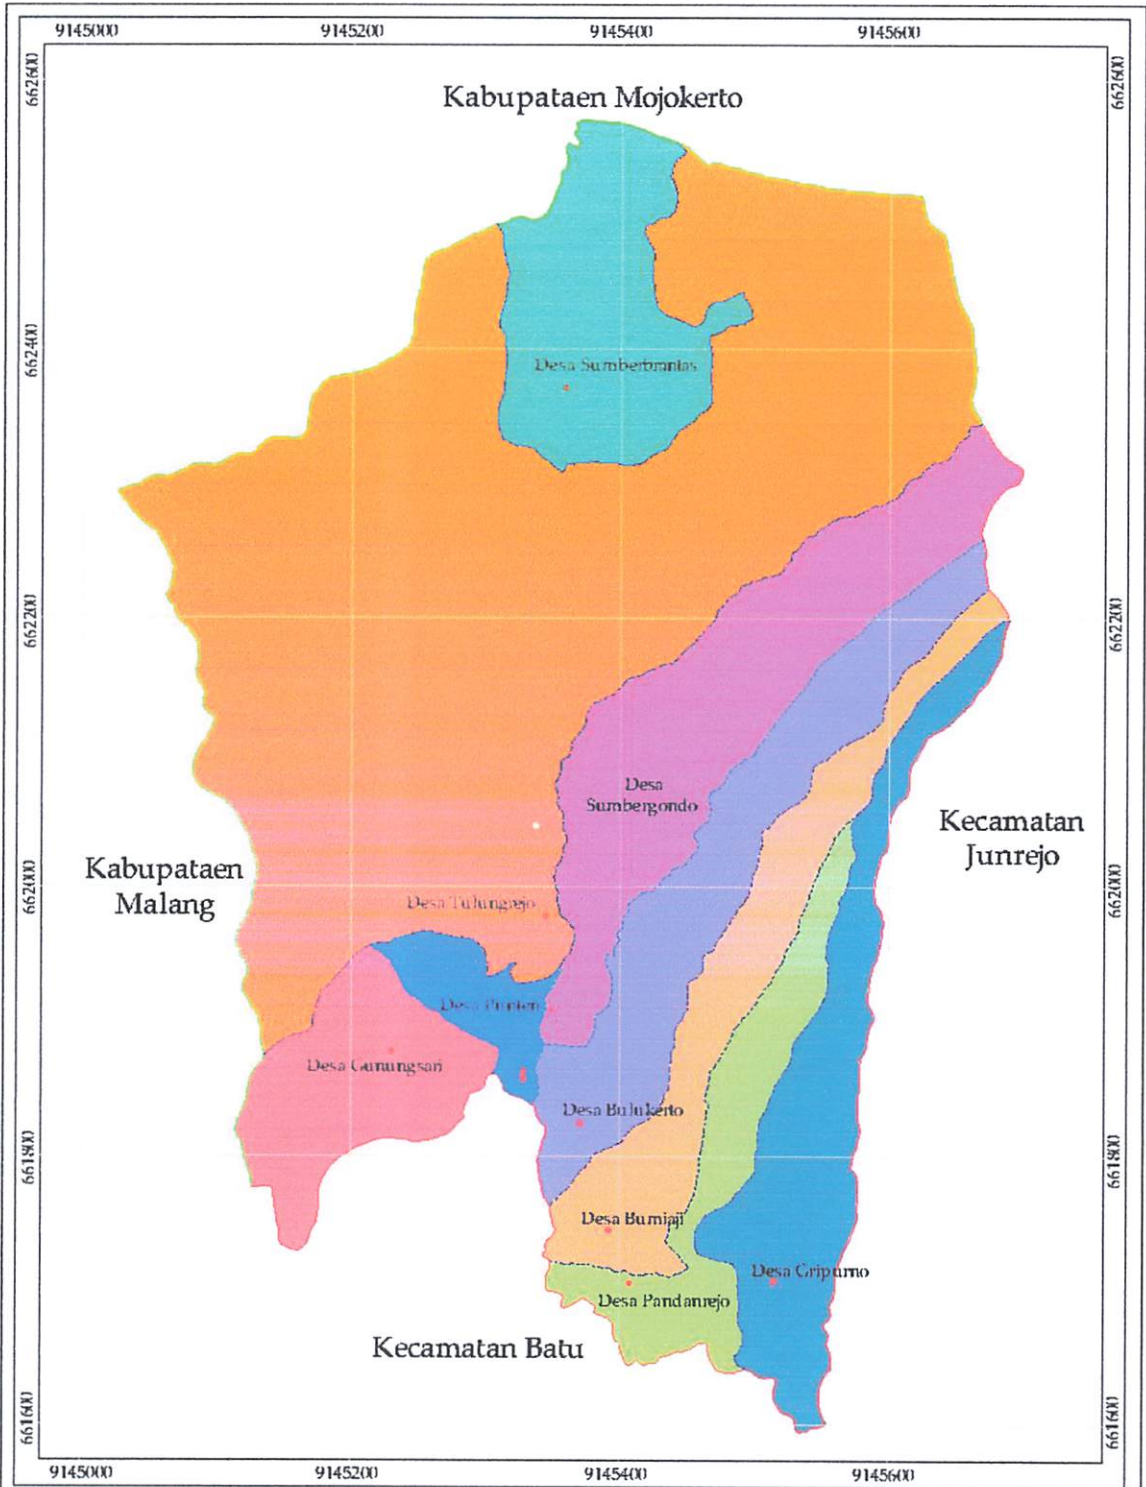 9145000 9145200 9145400 9145600
662600 662600
Kabupataen Mojokerto
662400 662400
Desa Sumberbrantas
662200 662200
Desa
Sumbergondo
Kecamatan
Junrejo
Kabupataen
Malang
662000 662000
Desa Tulungrejo
Desa Punten
Desa Gunungsari
Desa Bulukerto
661800 661800
Desa Bumiaji
Desa Gripurno
Desa Pandanrejo
Kecamatan Batu
661600 661600
9145000 9145200 9145400 9145600